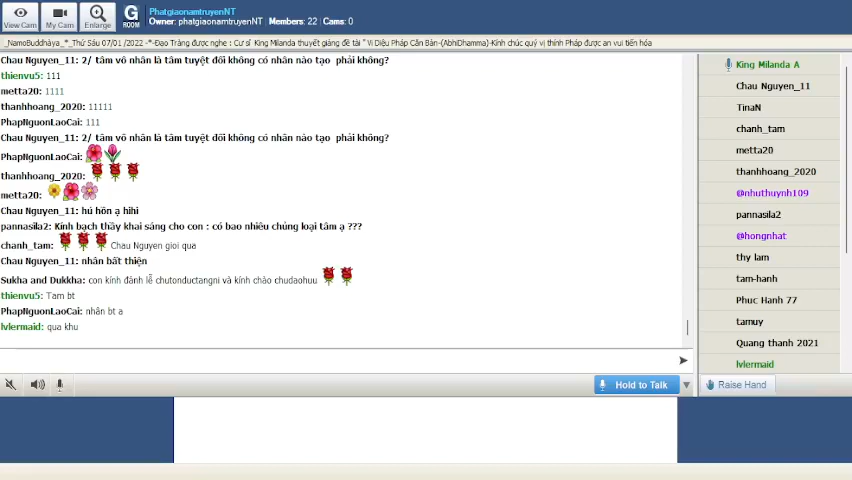 PhatgiaonamtruyenNT
Owner: phatgiaonamtruyenNT | Members: 22 | Cams: 0
View Cam
My Cam
Enlarge
G
ROOM
_NamoBuddhàya_*_Thứ Sáu 07/01 /2022 -*-Đạo Tràng được nghe : Cư sĩ King Milanda thuyết giảng đề tài " Vi Diệu Pháp Căn Bản-(AbhiDhamma)-Kính chúc quý vị thính Pháp được an vui tiến hóa
Chau Nguyen_11: 2/ tâm vô nhân là tâm tuyệt đối không có nhân nào tạo phải không?
thienvu5: 111
metta20: 1111
thanhhoang_2020: 11111
PhapNguonLaoCai: 111
Chau Nguyen_11: 2/ tâm vô nhân là tâm tuyệt đối không có nhân nào tạo phải không?
PhapNguonLaoCai:
thanhhoang_2020:
metta20:
Chau Nguyen_11: hú hồn ạ hihi
pannasila2: Kính bạch thầy khai sáng cho con : có bao nhiêu chủng loại tâm ạ ???
chanh_tam: Chau Nguyen gioi qua
Chau Nguyen_11: nhân bất thiện
Sukha and Dukkha: con kính đảnh lễ chutonductangni và kính chào chudaohuu
thienvu5: Tam bt
PhapNguonLaoCai: nhân bt a
lvlermaid: qua khu
Hold to Talk
King Milanda A
Chau Nguyen_11
TinaN
chanh_tam
metta20
thanhhoang_2020
@nhuthuynh109
pannasila2
@hongnhat
thy lam
tam-hanh
Phuc Hanh 77
tamuy
Quang thanh 2021
lvlermaid
Raise Hand